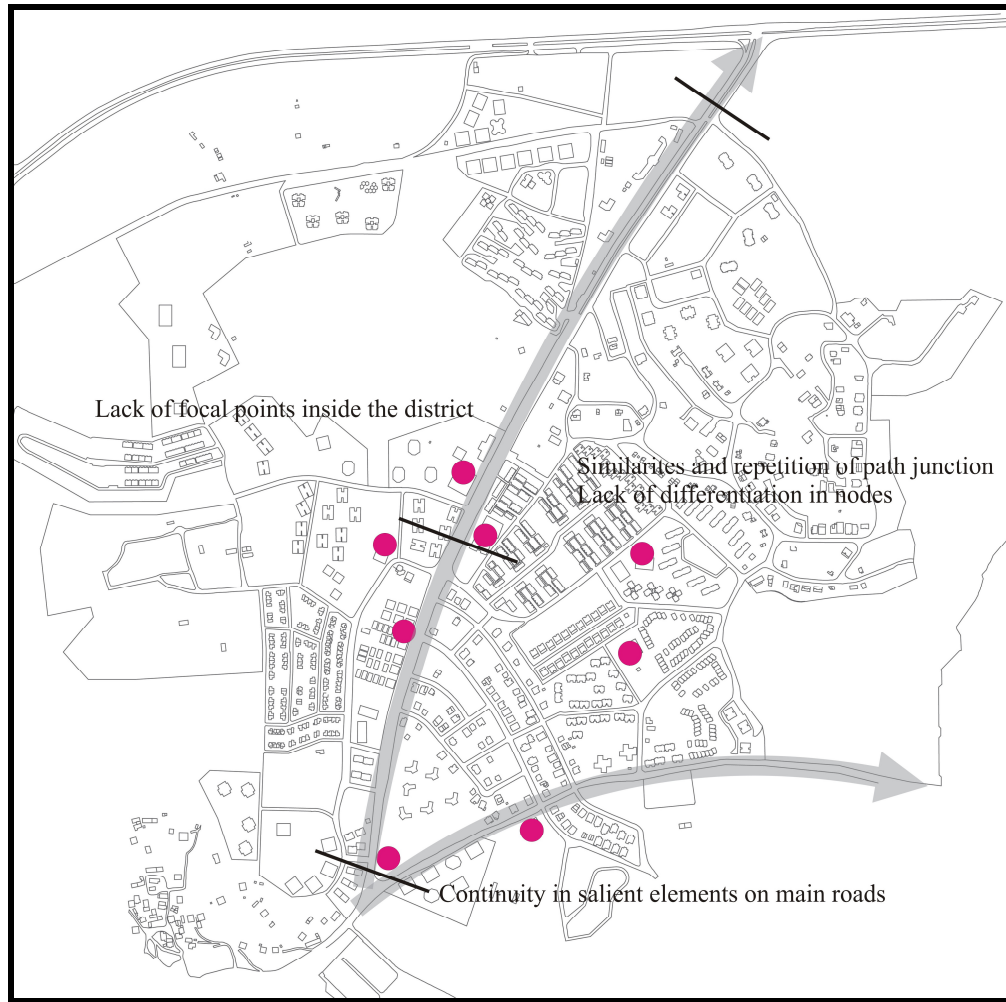 Lack of focal points inside the district
Similarites and repetition of path junction
Lack of differentiation in nodes
Continuity in salient elements on main roads